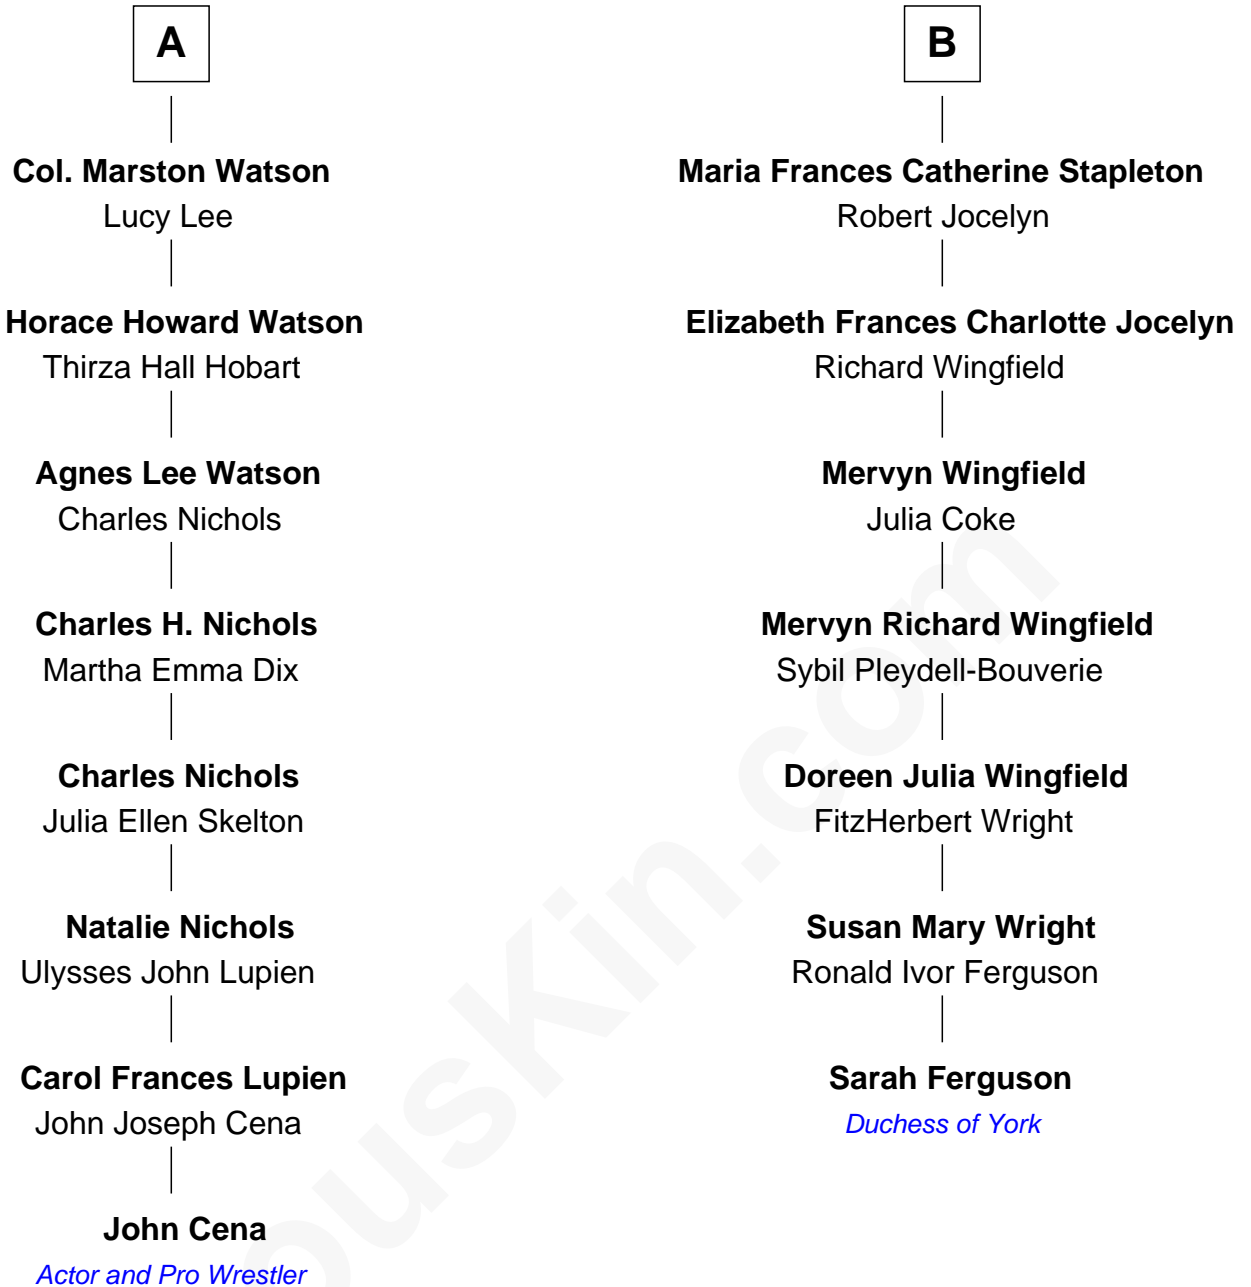 A
Col. Marston Watson
Lucy Lee
Horace Howard Watson
Thirza Hall Hobart
Agnes Lee Watson
Charles Nichols
Charles H. Nichols
Martha Emma Dix
Charles Nichols
Julia Ellen Skelton
Natalie Nichols
Ulysses John Lupien
Carol Frances Lupien
John Joseph Cena
John Cena
Actor and Pro Wrestler
B
Maria Frances Catherine Stapleton
Robert Jocelyn
Elizabeth Frances Charlotte Jocelyn
Richard Wingfield
Mervyn Wingfield
Julia Coke
Mervyn Richard Wingfield
Sybil Pleydell-Bouverie
Doreen Julia Wingfield
FitzHerbert Wright
Susan Mary Wright
Ronald Ivor Ferguson
Sarah Ferguson
Duchess of York
ousKin.com